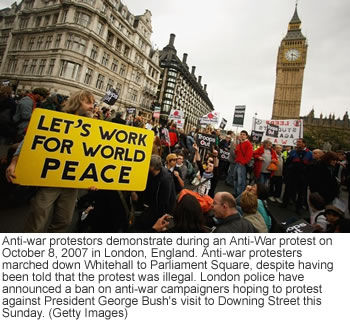 LET'S WORK
FOR WORLD
PEACE
Anti-war protestors demonstrate during an Anti-War protest on
October 8, 2007 in London, England. Anti-war protesters
marched down Whitehall to Parliament Square, despite having
been told that the protest was illegal. London police have
announced a ban on anti-war campaigners hoping to protest
against President George Bush's visit to Downing Street this
Sunday. (Getty Images)